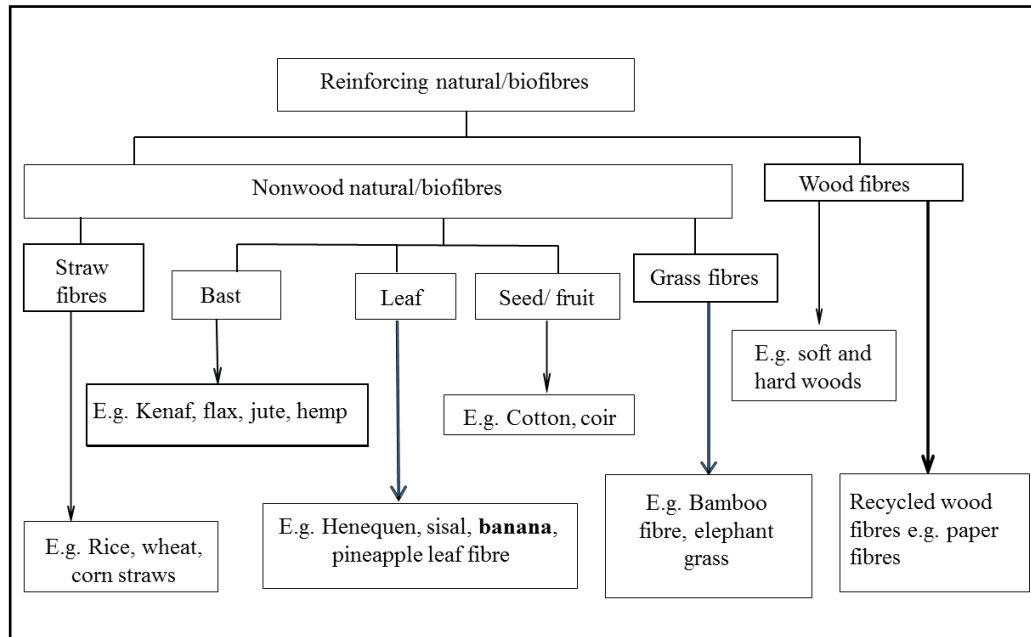 Reinforcing natural/biofibres
Nonwood natural/biofibres
Wood fibres
Straw
fibres
Bast
Leaf
Seed/ fruit
Grass fibres
E.g. soft and
hard woods
E.g. Kenaf, flax, jute, hemp
E.g. Cotton, coir
E.g. Rice, wheat,
corn straws
E.g. Henequen, sisal, banana,
pineapple leaf fibre
E.g. Bamboo
fibre, elephant
grass
Recycled wood
fibres e.g. paper
fibres